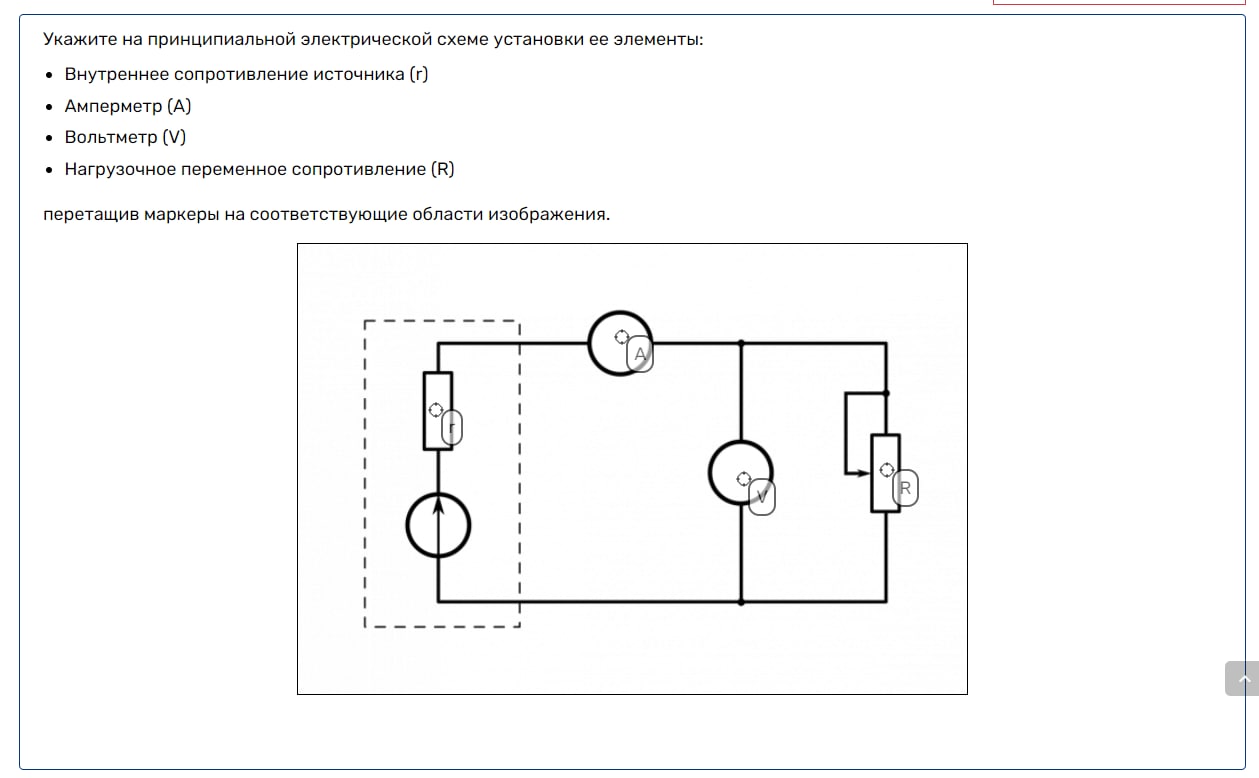 Укажите на принципиальной электрической схеме установки ее элементы:
• Внутреннее сопротивление источника (r)
• Амперметр (A)
• Вольтметр (V)
• Нагрузочное переменное сопротивление (R)
перетащив маркеры на соответствующие области изображения.
A
r
V
R